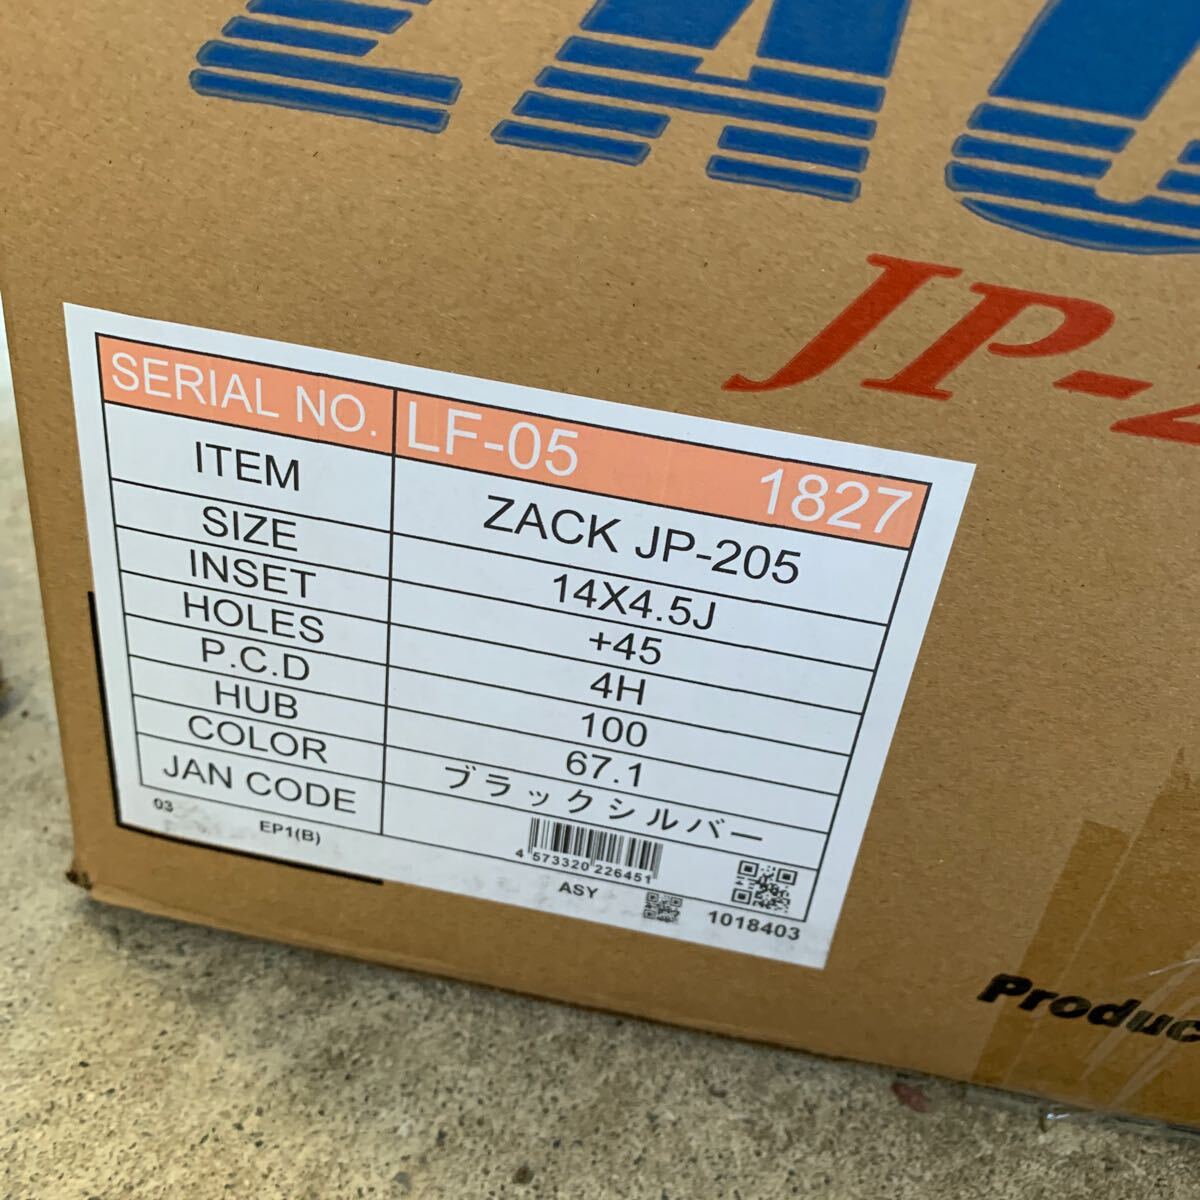 JP-2
SERIAL NO. LF-05 1827
ITEM ZACK JP-205
SIZE 14X4.5J
INSET +45
HOLES 4H
P.C.D 100
HUB 67.1
COLOR ブラックシルバー
JAN CODE
4 573320 226451
03 EP1(B) ASY 1018403
Produc